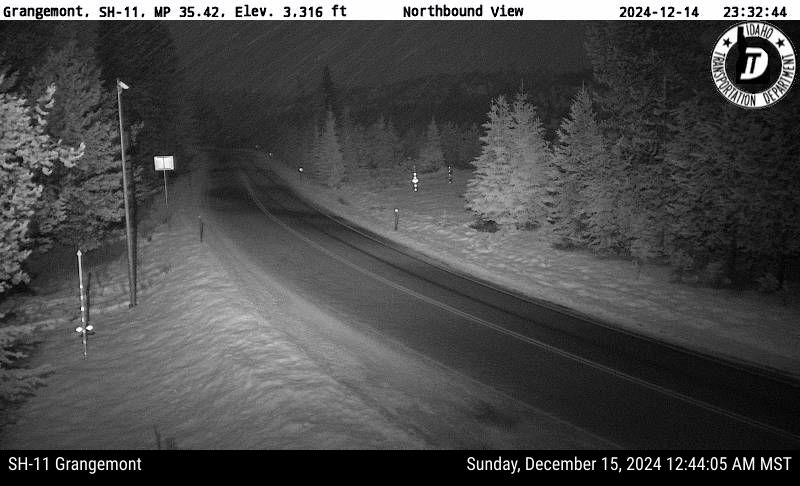 Grangemont, SH-11, MP 35.42, Elev. 3,316 ft Northbound View 2024-12-14 23:32:44
IDAHO
TRANSPORTATION DEPARTMENT
SH-11 Grangemont Sunday, December 15, 2024 12:44:05 AM MST